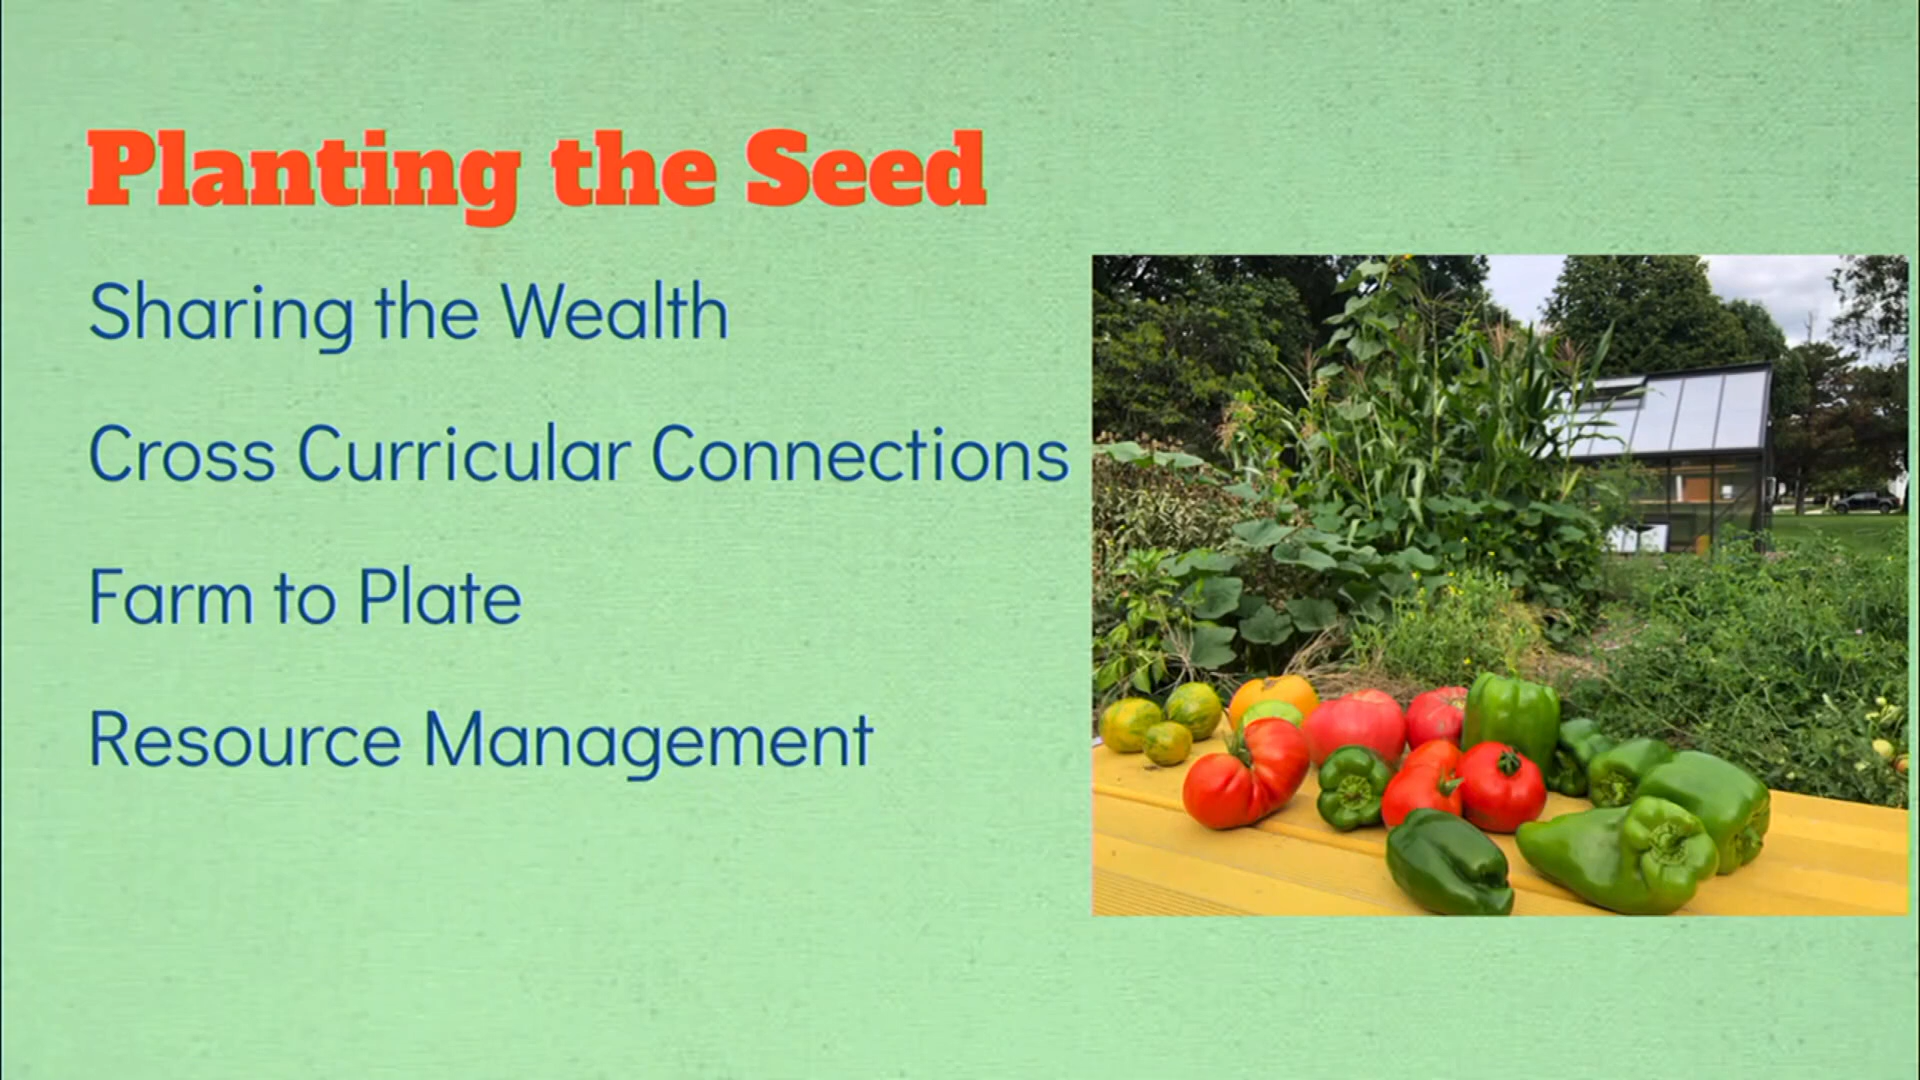 Planting the Seed
Sharing the Wealth
Cross Curricular Connections
Farm to Plate
Resource Management